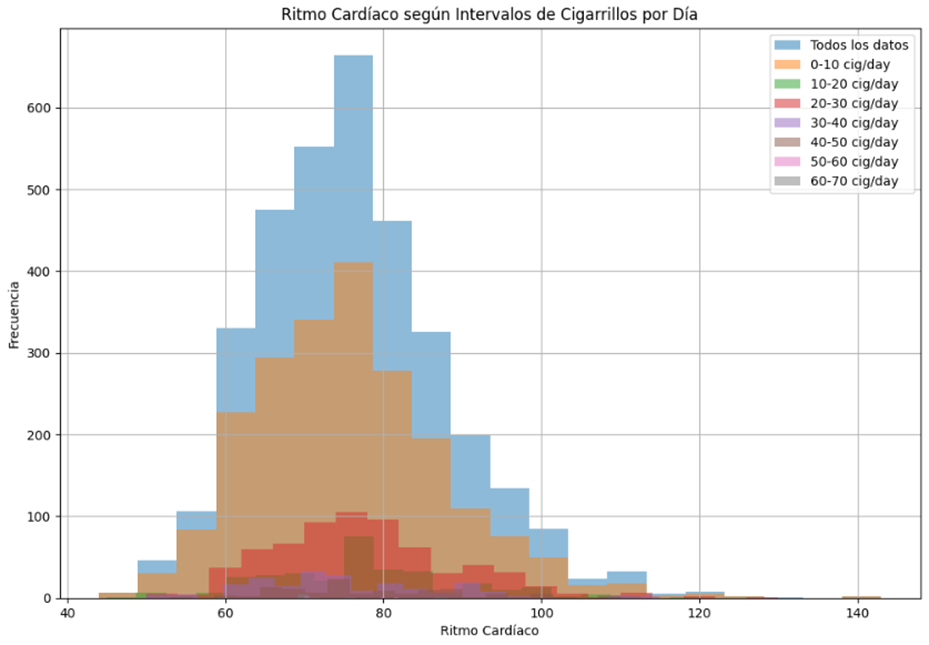 Ritmo Cardíaco según Intervalos de Cigarrillos por Día
Todos los datos
0-10 cig/day
10-20 cig/day
20-30 cig/day
30-40 cig/day
40-50 cig/day
50-60 cig/day
60-70 cig/day
600
500
400
300
200
100
0
Frecuencia
40 60 80 100 120 140
Ritmo Cardíaco